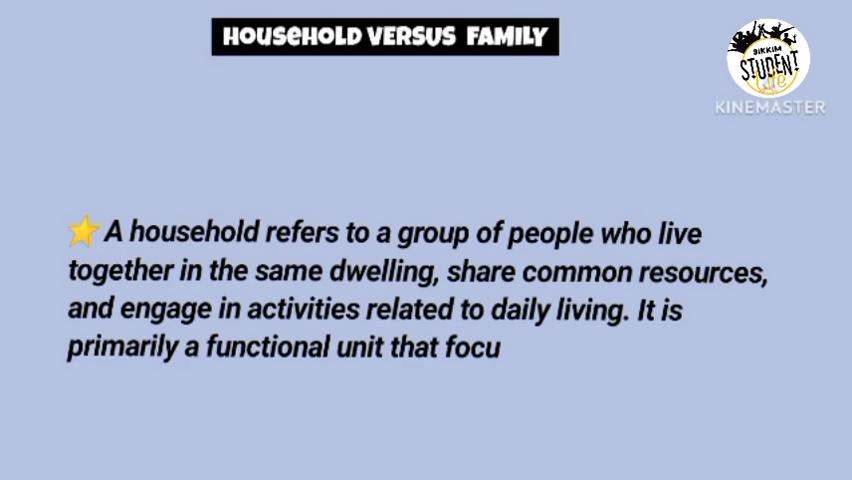 HOUSEHOLD VERSUS FAMILY
SIKKIM
STUDENT
Life
KINEMASTER
⭐ A household refers to a group of people who live
together in the same dwelling, share common resources,
and engage in activities related to daily living. It is
primarily a functional unit that focu